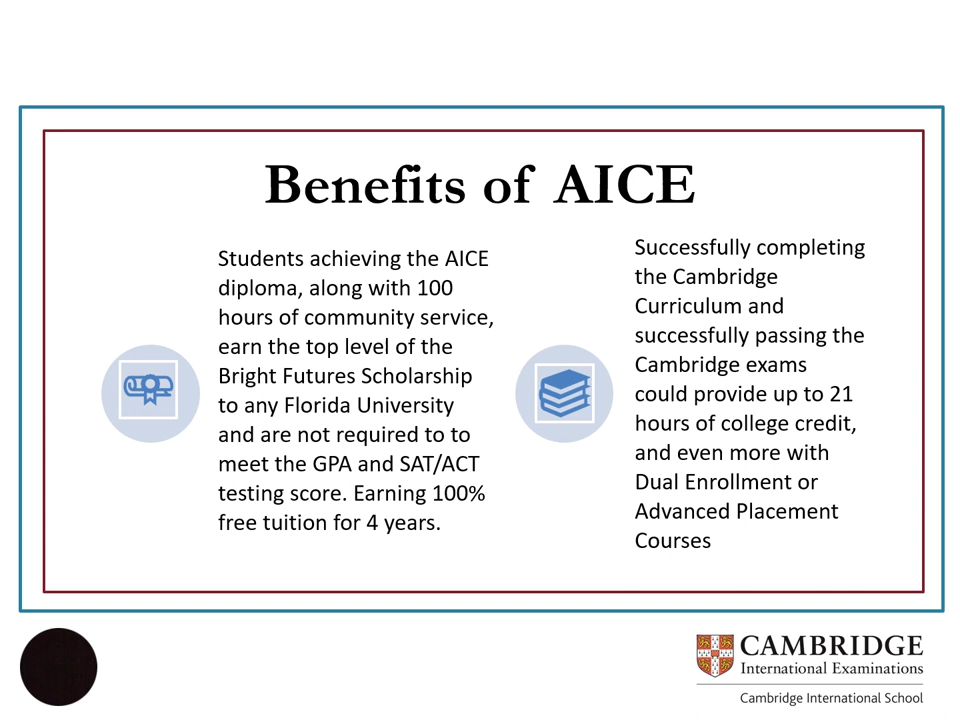 Benefits of AICE
Students achieving the AICE
diploma, along with 100
hours of community service,
earn the top level of the
Bright Futures Scholarship
to any Florida University
and are not required to to
meet the GPA and SAT/ACT
testing score. Earning 100%
free tuition for 4 years.
Successfully completing
the Cambridge
Curriculum and
successfully passing the
Cambridge exams
could provide up to 21
hours of college credit,
and even more with
Dual Enrollment or
Advanced Placement
Courses
CAMBRIDGE
International Examinations
Cambridge International School